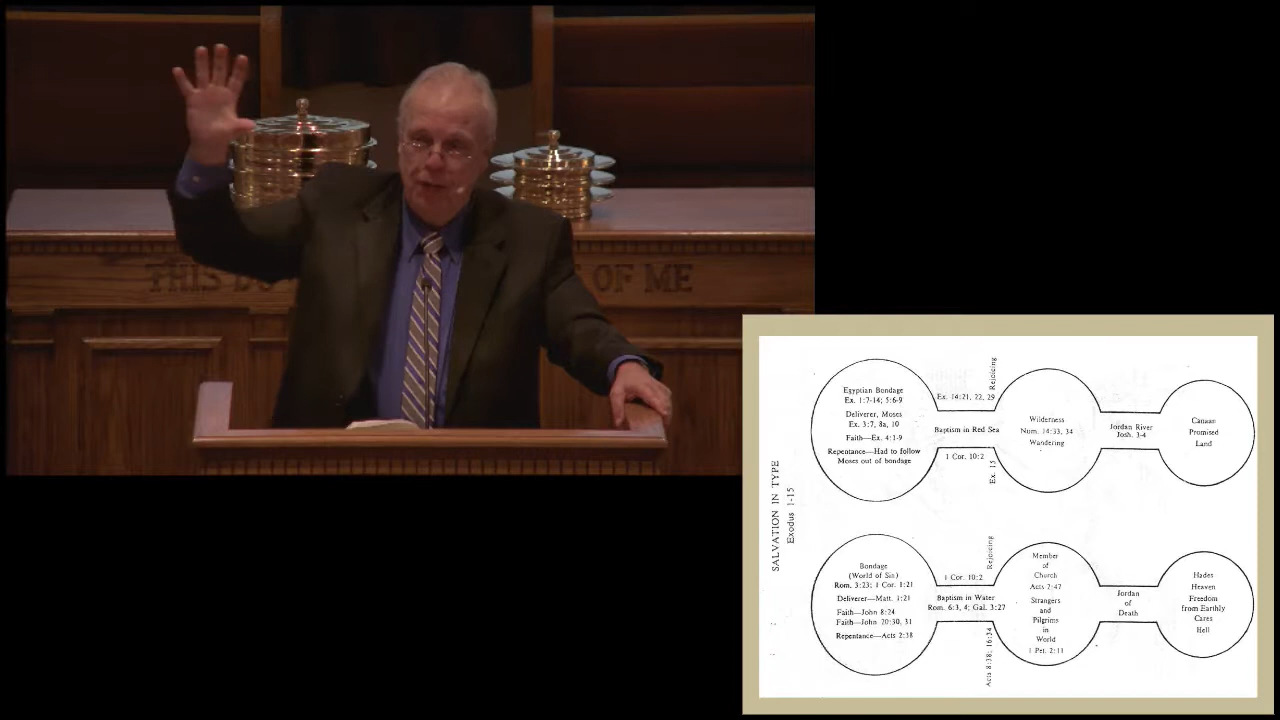 THIS DO
OF ME
SALVATION IN TYPE
Exodus 1-15
Egyptian Bondage
Ex. 1:7-14; 5:6-9
Deliverer, Moses
Ex. 3:7, 8a, 10
Faith—Ex. 4:1-9
Repentance—Had to follow
Moses out of bondage
Ex. 14:21, 22, 29
Rejoicing
Baptism in Red Sea
1 Cor. 10:2
Ex. 15
Wilderness
Num. 14:33, 34
Wandering
Jordan River
Josh. 3-4
Canaan
Promised
Land
Bondage
(World of Sin)
Rom. 3:23; 1 Cor. 1:21
Deliverer—Matt. 1:21
Faith—John 8:24
Faith—John 20:30, 31
Repentance—Acts 2:38
1 Cor. 10:2
Rejoicing
Baptism in Water
Rom. 6:3, 4; Gal. 3:27
Acts 8:38; 16:34
Member
of
Church
Acts 2:47
Strangers
and
Pilgrims
in
World
1 Pet. 2:11
Jordan
of
Death
Hades
Heaven
Freedom
from Earthly
Cares
Hell